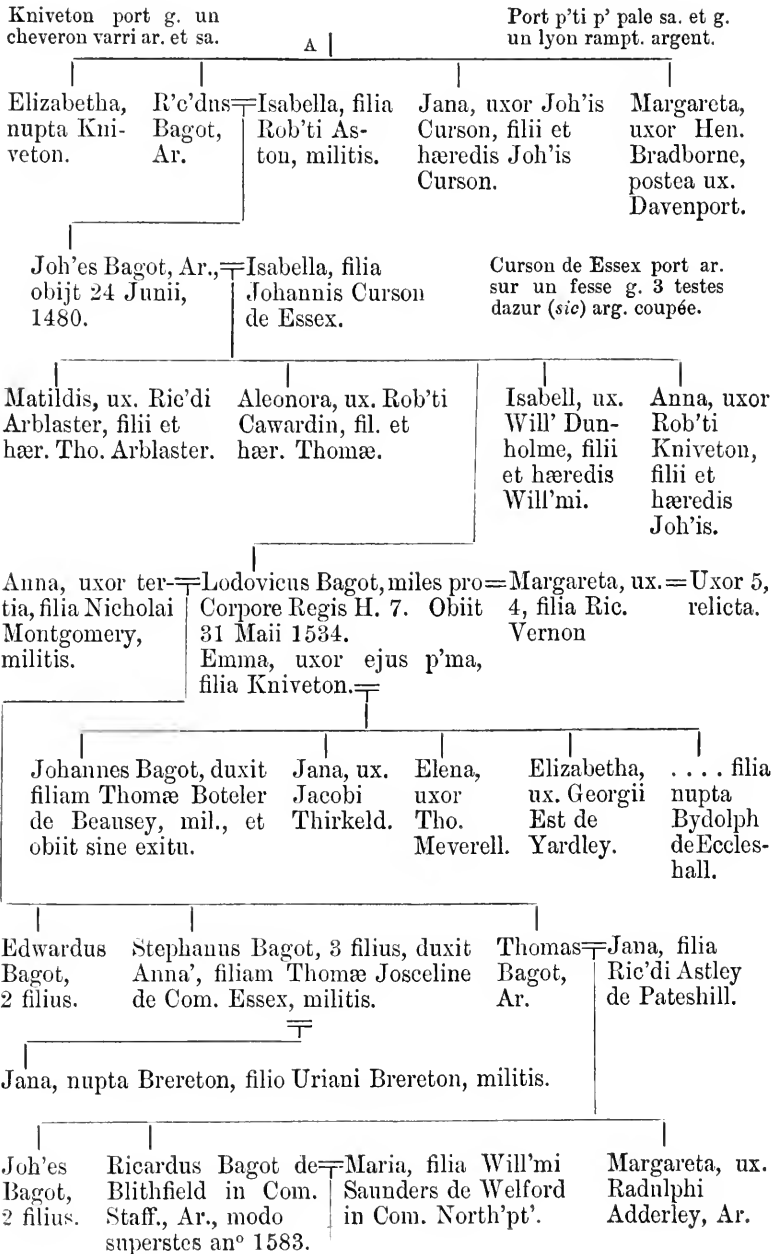 Kniveton port g. un
cheveron varri ar. et sa.
Port p'ti p' pale sa. et g.
un lyon rampt. argent.
A
Elizabetha,
nupta Kni-
veton.
R'c'dus
Bagot,
Ar.
Isabella, filia
Rob'ti As-
ton, militis.
Jana, uxor Joh'is
Curson, filii et
hæredis Joh'is
Curson.
Margareta,
uxor Hen.
Bradborne,
postea ux.
Davenport.
Joh'es Bagot, Ar.,
obijt 24 Junii,
1480.
Isabella, filia
Johannis Curson
de Essex.
Curson de Essex port ar.
sur un fesse g. 3 testes
dazur (sic) arg. coupée.
Matildis, ux. Ric'di
Arblaster, filii et
hær. Tho. Arblaster.
Aleonora, ux. Rob'ti
Cawardin, fil. et
hær. Thomæ.
Isabell, ux.
Will' Dun-
holme, filii
et hæredis
Will'mi.
Anna, uxor
Rob'ti
Kniveton,
filii et
hæredis
Joh'is.
Anna, uxor ter-
tia, filia Nicholai
Montgomery,
militis.
Lodovicus Bagot, miles pro
Corpore Regis H. 7. Obiit
31 Maii 1534.
Emma, uxor ejus p'ma,
filia Kniveton.
Margareta, ux.
4, filia Ric.
Vernon
Uxor 5,
relicta.
Johannes Bagot, duxit
filiam Thomæ Boteler
de Beausey, mil., et
obiit sine exitu.
Jana, ux.
Jacobi
Thirkeld.
Elena,
uxor
Tho.
Meverell.
Elizabetha,
ux. Georgii
Est de
Yardley.
. . . . filia
nupta
Bydolph
de Eccles-
hall.
Edwardus
Bagot,
2 filius.
Stephanus Bagot, 3 filius, duxit
Anna', filiam Thomæ Josceline
de Com. Essex, militis.
Thomas
Bagot,
Ar.
Jana, filia
Ric'di Astley
de Pateshill.
Jana, nupta Brereton, filio Uriani Brereton, militis.
Joh'es
Bagot,
2 filius.
Ricardus Bagot de
Blithfield in Com.
Staff., Ar., modo
superstes anº 1583.
Maria, filia Will'mi
Saunders de Welford
in Com. North'pt'.
Margareta, ux.
Radulphi
Adderley, Ar.